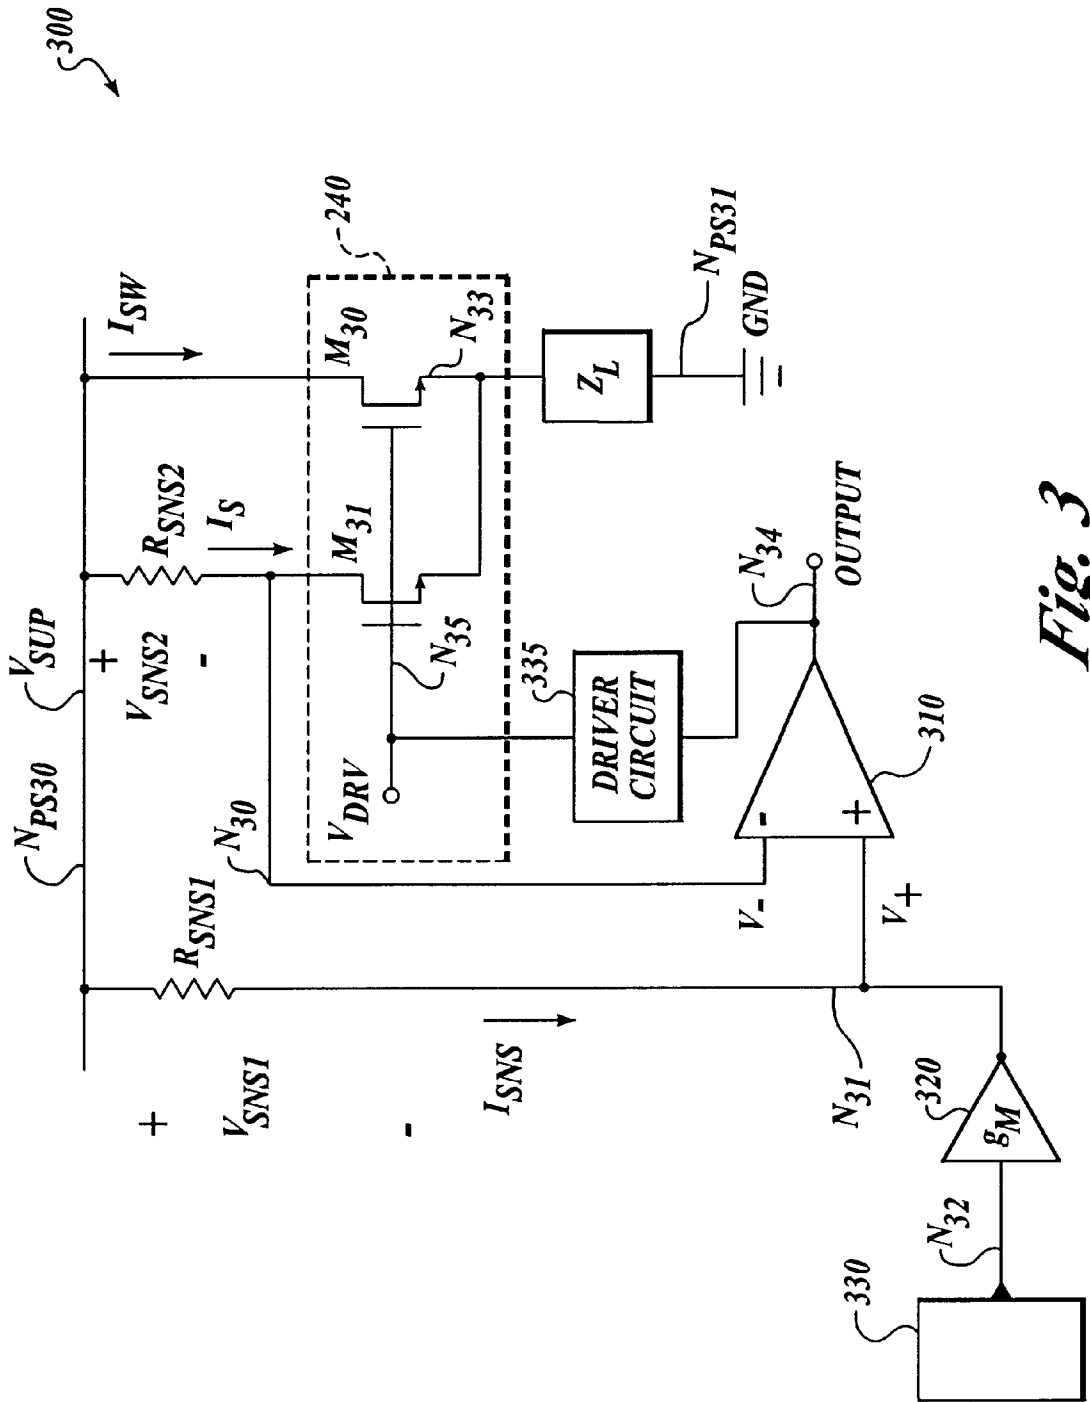 300
N_PS30
V_SUP
I_SW
+
V_SNS1
-
R_SNS1
+
V_SNS2
-
R_SNS2
I_S
N_30
240
V_DRV
M_31
M_30
N_35
N_33
I_SNS
335
DRIVER
CIRCUIT
Z_L
N_PS31
GND
V_-
-
V_+
+
310
N_34
OUTPUT
N_31
320
g_M
N_32
330
Fig. 3